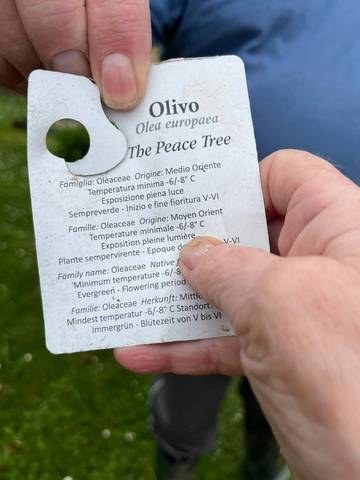 Olivo
Olea europaea
The Peace Tree
Famiglia: Oleaceae Origine: Medio Oriente
Temperatura minima -6/-8° C
Esposizione piena luce
Sempreverde - Inizio e fine fioritura V-VI
Famille: Oleaceae Origine: Moyen Orient
Température minimale -6/-8° C
Exposition pleine lumière
Plante sempervirente - Epoque V-VI
Family name: Oleaceae Native
Minimum temperature -6/-8°
Evergreen - Flowering period
Familie: Oleaceae Herkunft:
Mindest temperatur -6/-8° C
Immergrün - Blütezeit von V bis VI